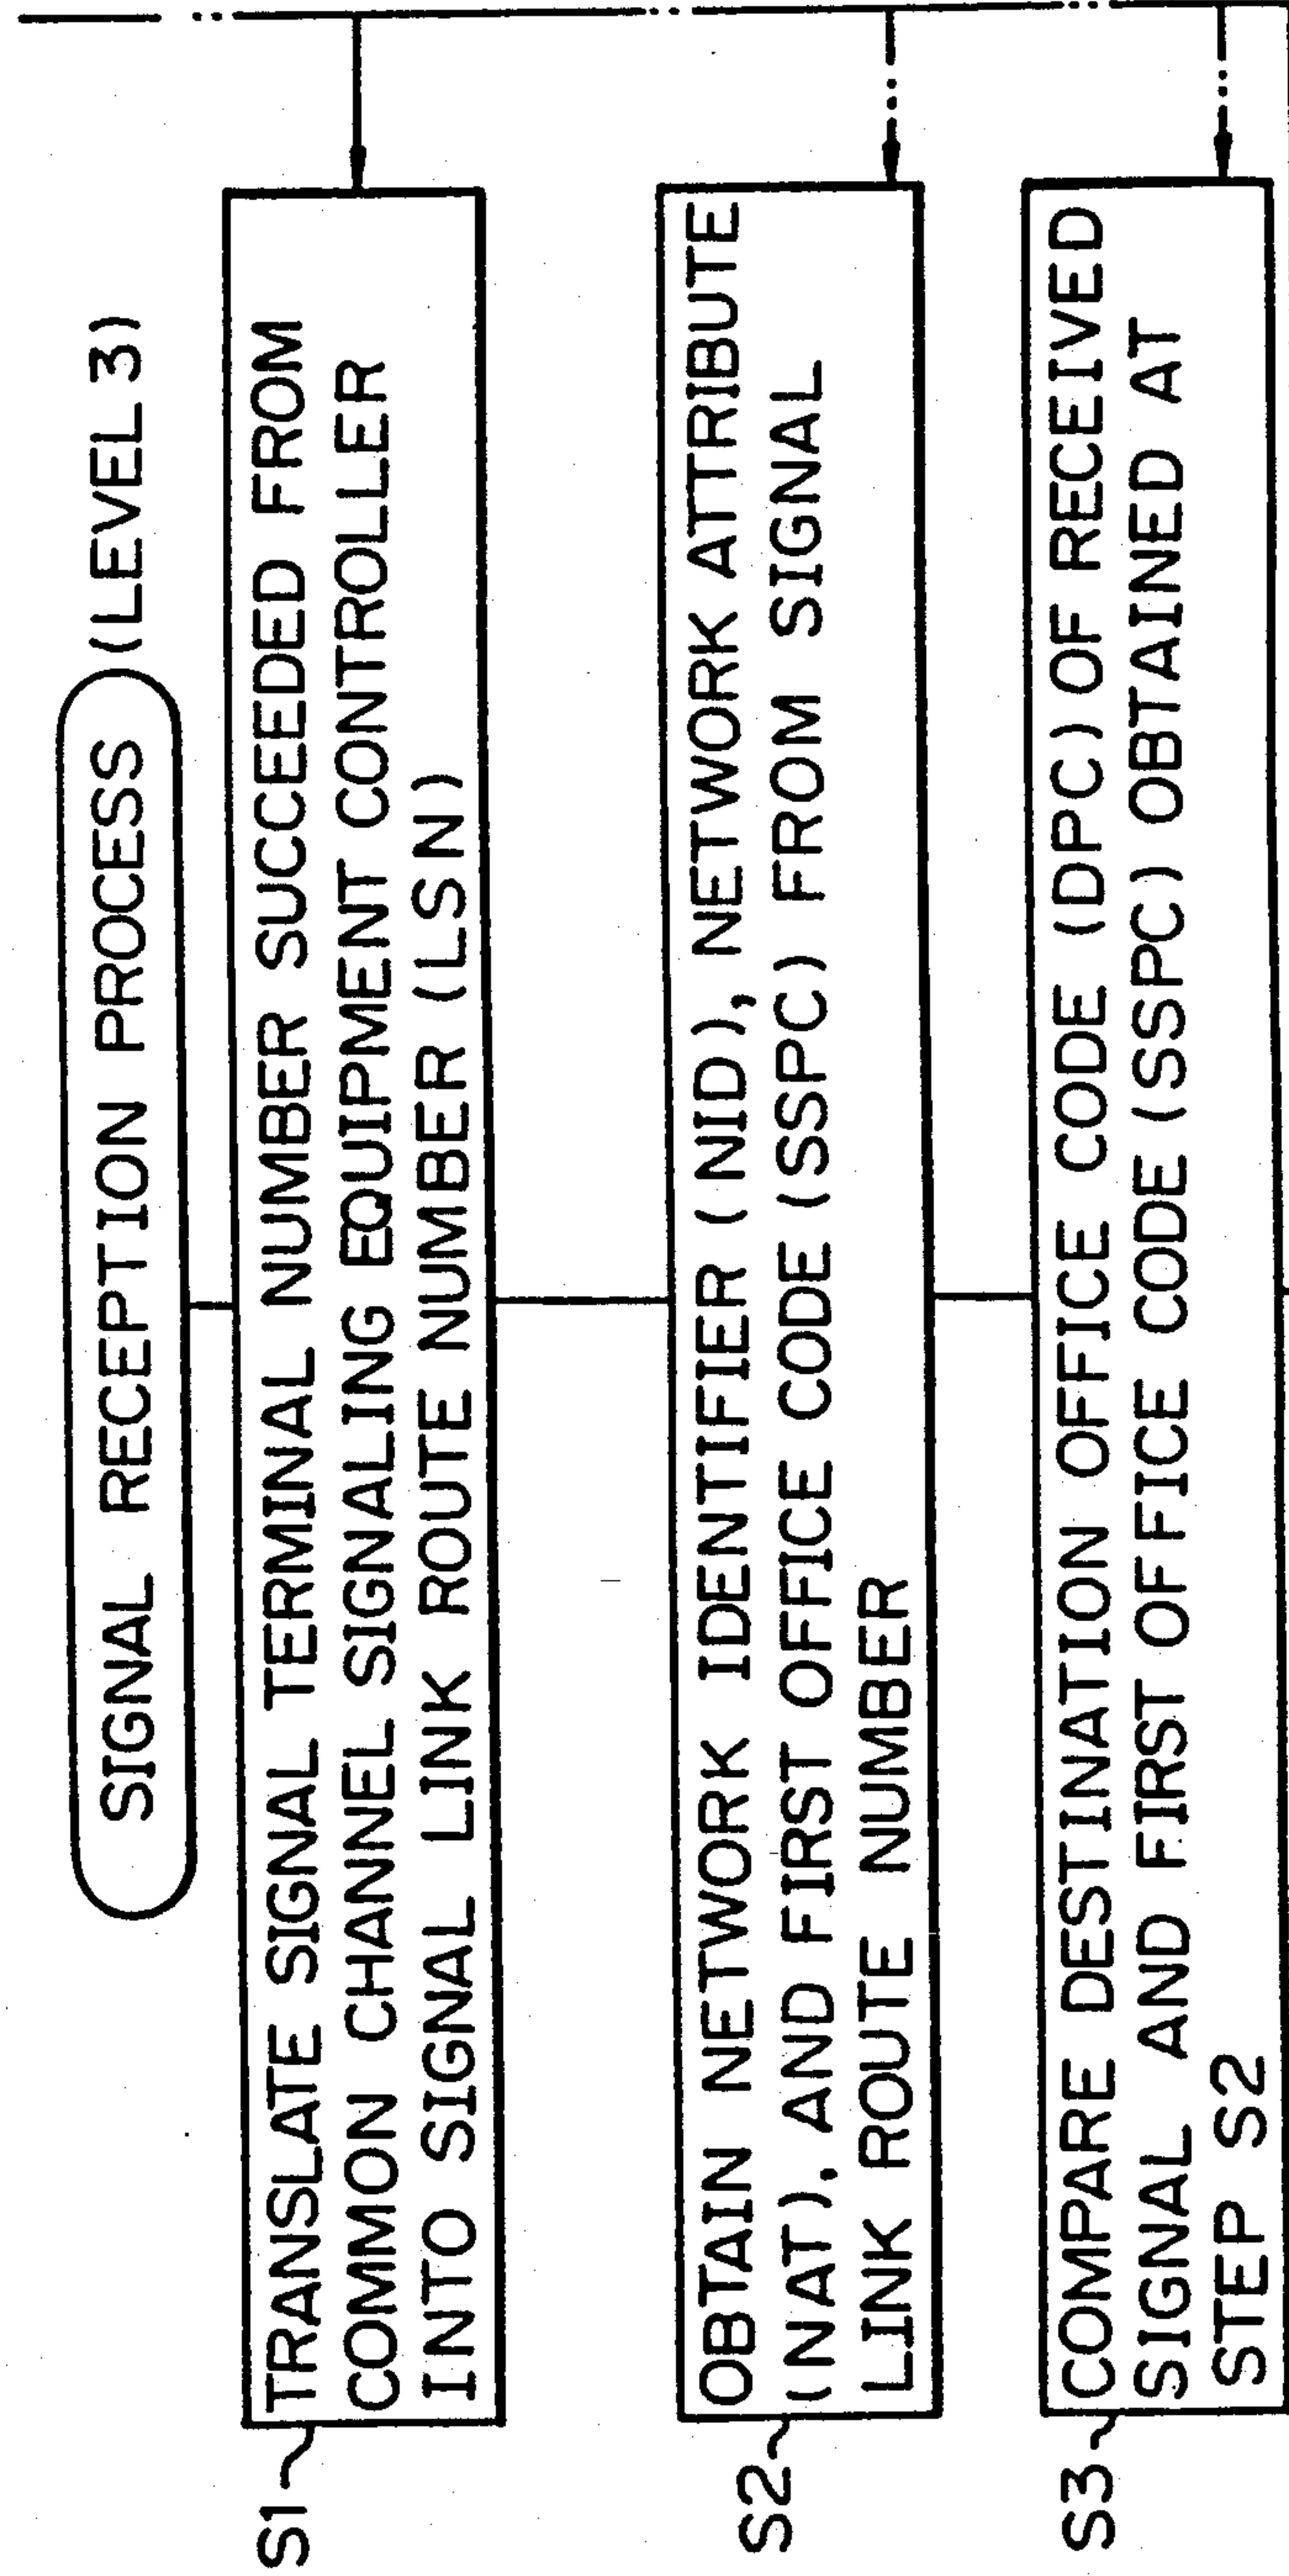 SIGNAL RECEPTION PROCESS (LEVEL 3)
S1
TRANSLATE SIGNAL TERMINAL NUMBER SUCCEEDED FROM
COMMON CHANNEL SIGNALING EQUIPMENT CONTROLLER
INTO SIGNAL LINK ROUTE NUMBER (LSN)
S2
OBTAIN NETWORK IDENTIFIER (NID), NETWORK ATTRIBUTE
(NAT), AND FIRST OFFICE CODE (SSPC) FROM SIGNAL
LINK ROUTE NUMBER
S3
COMPARE DESTINATION OFFICE CODE (DPC) OF RECEIVED
SIGNAL AND FIRST OFFICE CODE (SSPC) OBTAINED AT
STEP S2